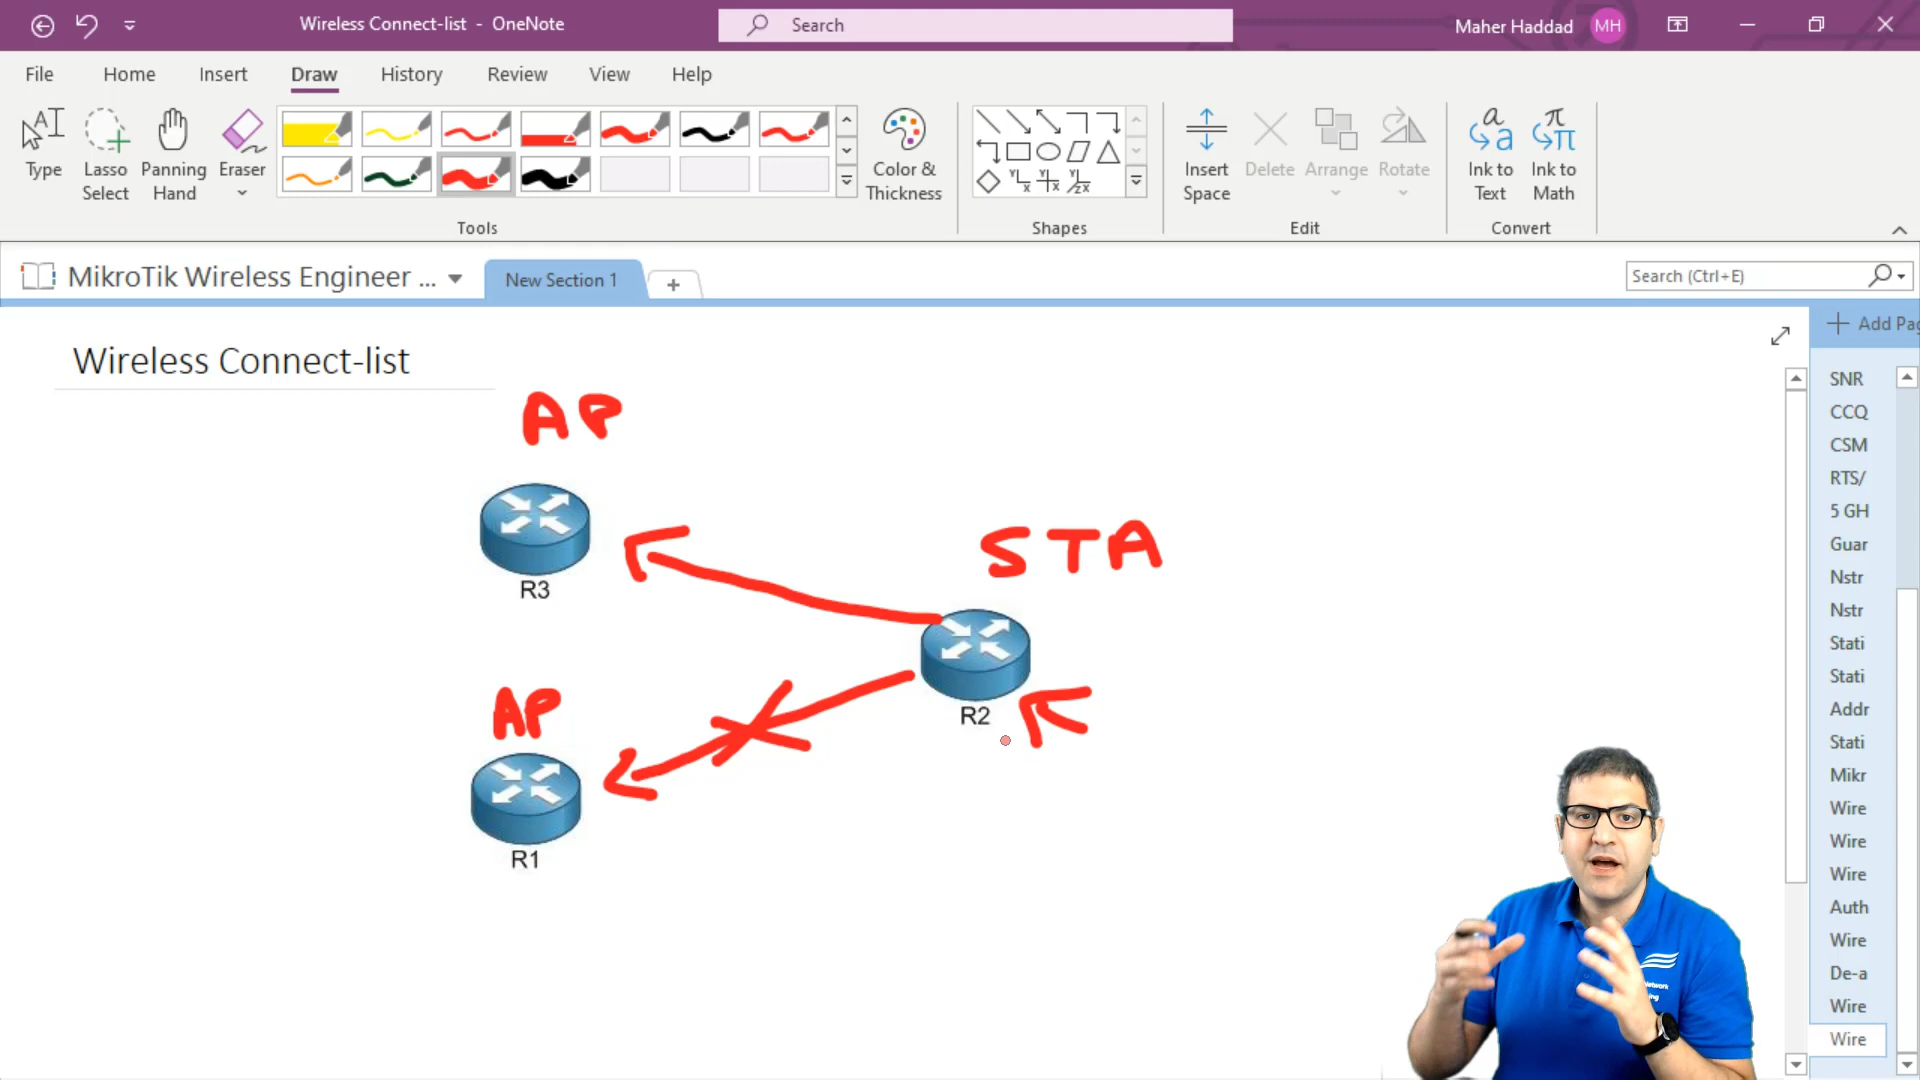 Wireless Connect-list - OneNote
Search
Maher Haddad
MH
File
Home
Insert
Draw
History
Review
View
Help
Type
Lasso
Select
Panning
Hand
Eraser
Color &
Thickness
Insert
Space
Delete
Arrange
Rotate
Ink to
Text
Ink to
Math
Tools
Shapes
Edit
Convert
MikroTik Wireless Engineer ...
New Section 1
Search (Ctrl+E)
Wireless Connect-list
Add Pag
AP
R3
STA
R2
AP
R1
SNR
CCQ
CSM
RTS/
5 GH
Guar
Nstr
Nstr
Stati
Stati
Addr
Stati
Mikr
Wire
Wire
Wire
Auth
Wire
De-a
Wire
Wire